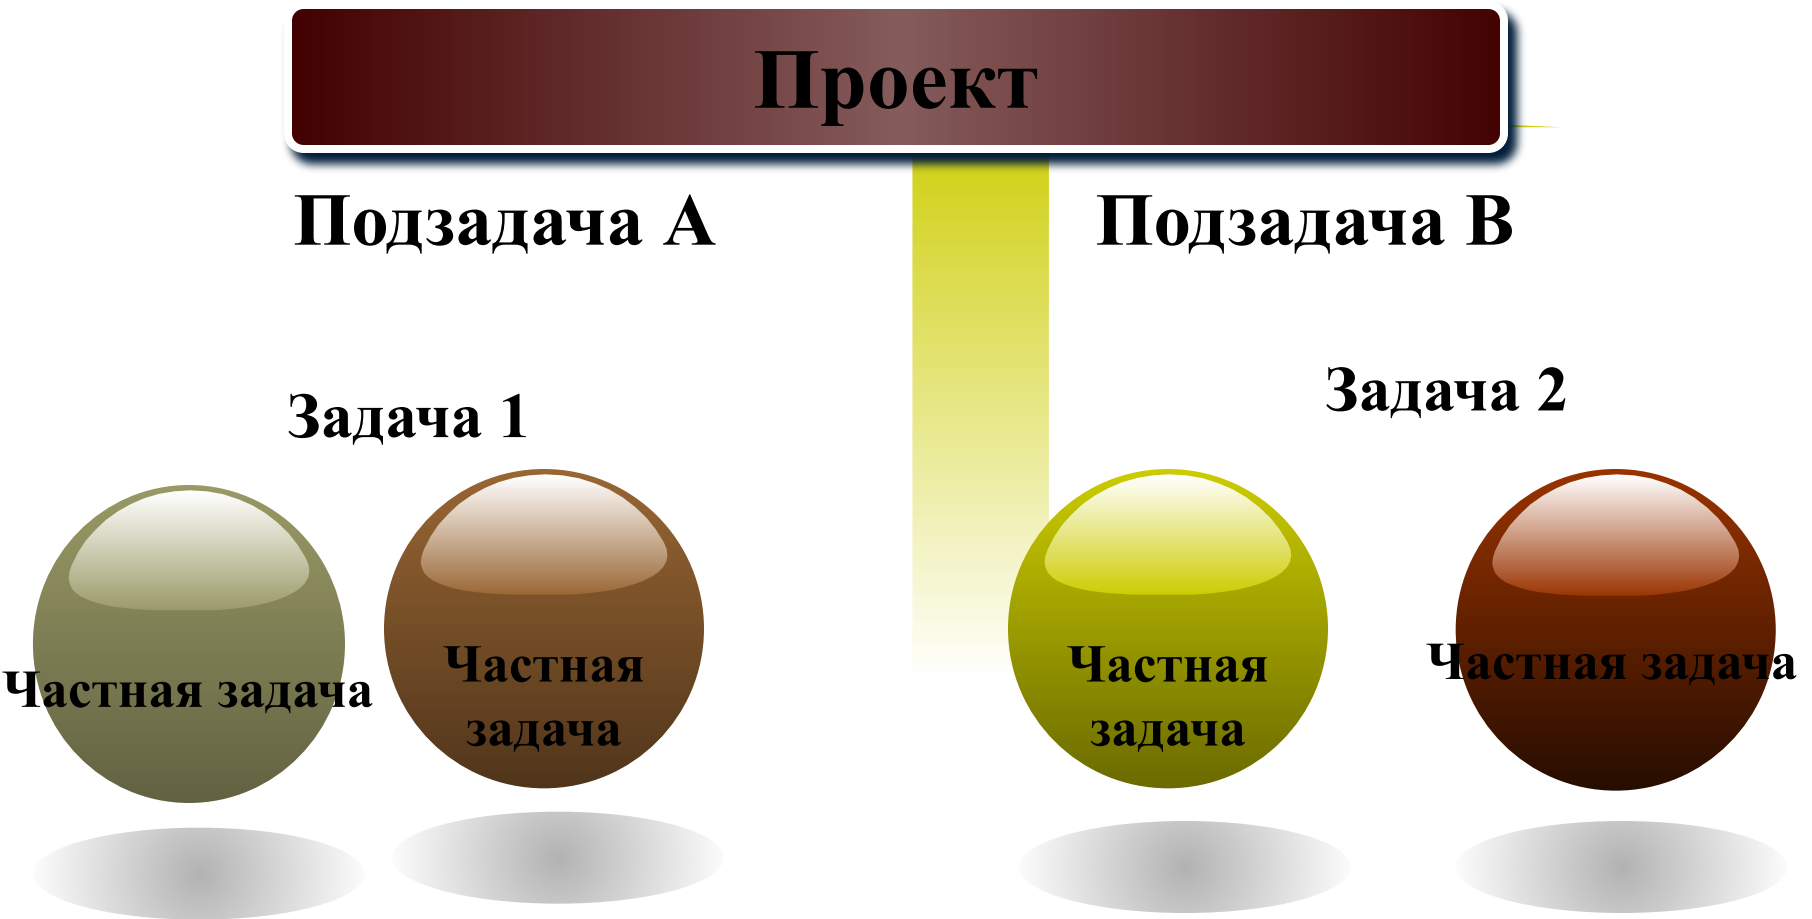 Проект
Подзадача А
Подзадача В
Задача 1
Задача 2
Частная задача
Частная
задача
Частная
задача
Частная задача